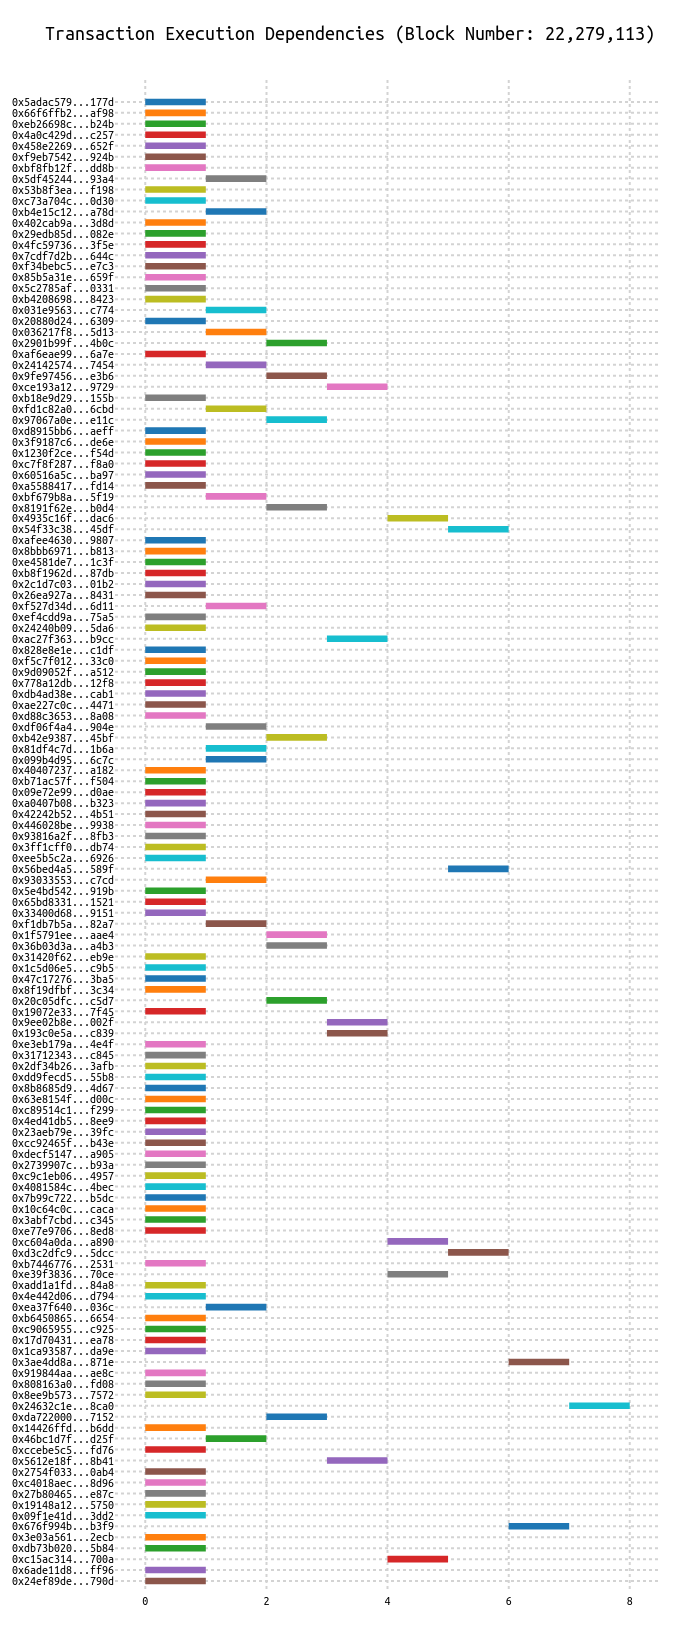 Transaction Execution Dependencies (Block Number: 22,279,113)
0x5adac579...177d
0x66f6ffb2...af98
0xeb26698c...b24b
0x4a0c429d...c257
0x458e2269...652f
0xf9eb7542...924b
0xbf8fb12f...dd8b
0x5df45244...93a4
0x53b8f3ea...f198
0xc73a704c...0d30
0xb4e15c12...a78d
0x402cab9a...3d8d
0x29edb85d...082e
0x4fc59736...3f5e
0x7cdf7d2b...644c
0xf34bebc5...e7c3
0x85b5a31e...659f
0x5c2785af...0331
0xb4208698...8423
0x031e9563...c774
0x20880d24...6309
0x036217f8...5d13
0x2901b99f...4b0c
0xaf6eae99...6a7e
0x24142574...7454
0x9fe97456...e3b6
0xce193a12...9729
0xb18e9d29...155b
0xfd1c82a0...6cbd
0x97067a0e...e11c
0xd8915bb6...aeff
0x3f9187c6...de6e
0x1230f2ce...f54d
0xc7f8f287...f8a0
0x60516a5c...ba97
0xa5588417...fd14
0xbf679b8a...5f19
0x8191f62e...b0d4
0x4935c16f...dac6
0x54f33c38...45df
0xafee4630...9807
0x8bbb6971...b813
0xe4581de7...1c3f
0xb8f1962d...87db
0x2c1d7c03...01b2
0x26ea927a...8431
0xf527d34d...6d11
0xef4cdd9a...75a5
0x24240b09...5da6
0xac27f363...b9cc
0x828e8e1e...c1df
0xf5c7f012...33c0
0x9d09052f...a512
0x778a12db...12f8
0xdb4ad38e...cab1
0xae227c0c...4471
0xd88c3653...8a08
0xdf06f4a4...904e
0xb42e9387...45bf
0x81df4c7d...1b6a
0x099b4d95...6c7c
0x40407237...a182
0xb71ac57f...f504
0x09e72e99...d0ae
0xa0407b08...b323
0x42242b52...4b51
0x446028be...9938
0x93816a2f...8fb3
0x3ff1cff0...db74
0xee5b5c2a...6926
0x56bed4a5...589f
0x93033553...c7cd
0x5e4bd542...919b
0x65bd8331...1521
0x33400d68...9151
0xf1db7b5a...82a7
0x1f5791ee...aae4
0x36b03d3a...a4b3
0x31420f62...eb9e
0x1c5d06e5...c9b5
0x47c17276...3ba5
0x8f19dfbf...3c34
0x20c05dfc...c5d7
0x19072e33...7f45
0x9ee02b8e...002f
0x193c0e5a...c839
0xe3eb179a...4e4f
0x31712343...c845
0x2df34b26...3afb
0xdd9fecd5...55b8
0x8b8685d9...4d67
0x63e8154f...d00c
0xc89514c1...f299
0x4ed41db5...8ee9
0x23aeb79e...39fc
0xcc92465f...b43e
0xdecf5147...a905
0x2739907c...b93a
0xc9c1eb06...4957
0x4081584c...4bec
0x7b99c722...b5dc
0x10c64c0c...caca
0x3abf7cbd...c345
0xe77e9706...8ed8
0xc604a0da...a890
0xd3c2dfc9...5dcc
0xb7446776...2531
0xe39f3836...70ce
0xadd1a1fd...84a8
0x4e442d06...d794
0xea37f640...036c
0xb6450865...6654
0xc9065955...c925
0x17d70431...ea78
0x1ca93587...da9e
0x3ae4dd8a...871e
0x919844aa...ae8c
0x808163a0...fd08
0x8ee9b573...7572
0x24632c1e...8ca0
0xda722000...7152
0x14426ffd...b6dd
0x46bc1d7f...d25f
0xccebe5c5...fd76
0x5612e18f...8b41
0x2754f033...0ab4
0xc4018aec...8d96
0x27b80465...e87c
0x19148a12...5750
0x09f1e41d...3dd2
0x676f994b...b3f9
0x3e03a561...2ecb
0xdb73b020...5b84
0xc15ac314...700a
0x6ade11d8...ff96
0x24ef89de...790d
0 2 4 6 8